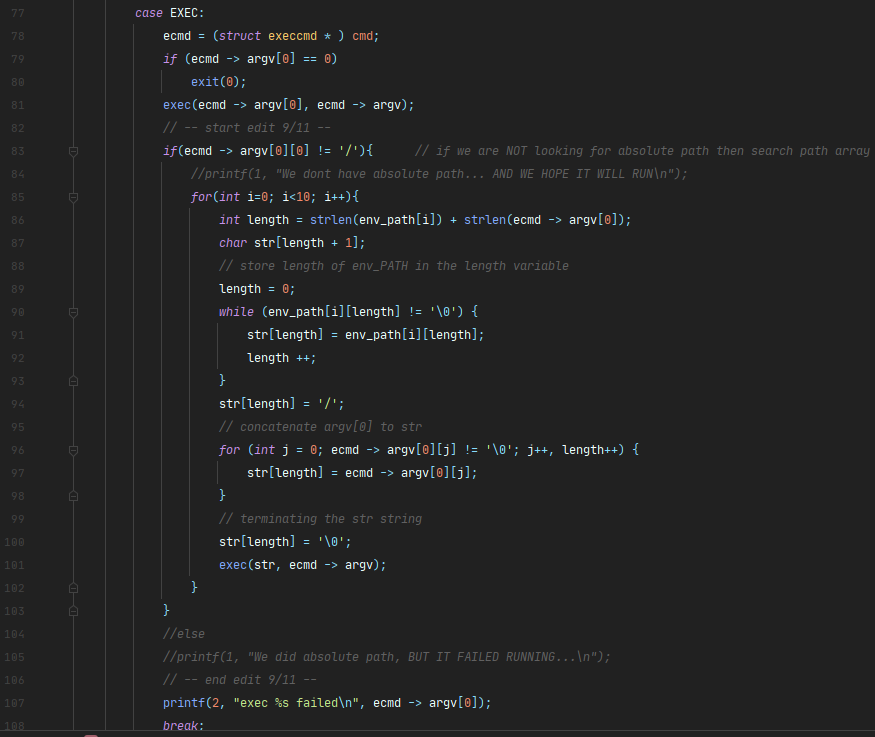 77 case EXEC:
78 ecmd = (struct execcmd * ) cmd;
79 if (ecmd -> argv[0] == 0)
80 exit(0);
81 exec(ecmd -> argv[0], ecmd -> argv);
82 // -- start edit 9/11 --
83 if(ecmd -> argv[0][0] != '/'){ // if we are NOT looking for absolute path then search path array
84 //printf(1, "We dont have absolute path... AND WE HOPE IT WILL RUN\n");
85 for(int i=0; i<10; i++){
86 int length = strlen(env_path[i]) + strlen(ecmd -> argv[0]);
87 char str[length + 1];
88 // store length of env_PATH in the length variable
89 length = 0;
90 while (env_path[i][length] != '\0') {
91 str[length] = env_path[i][length];
92 length ++;
93 }
94 str[length] = '/';
95 // concatenate argv[0] to str
96 for (int j = 0; ecmd -> argv[0][j] != '\0'; j++, length++) {
97 str[length] = ecmd -> argv[0][j];
98 }
99 // terminating the str string
100 str[length] = '\0';
101 exec(str, ecmd -> argv);
102 }
103 }
104 //else
105 //printf(1, "We did absolute path, BUT IT FAILED RUNNING...\n");
106 // -- end edit 9/11 --
107 printf(2, "exec %s failed\n", ecmd -> argv[0]);
108 break;